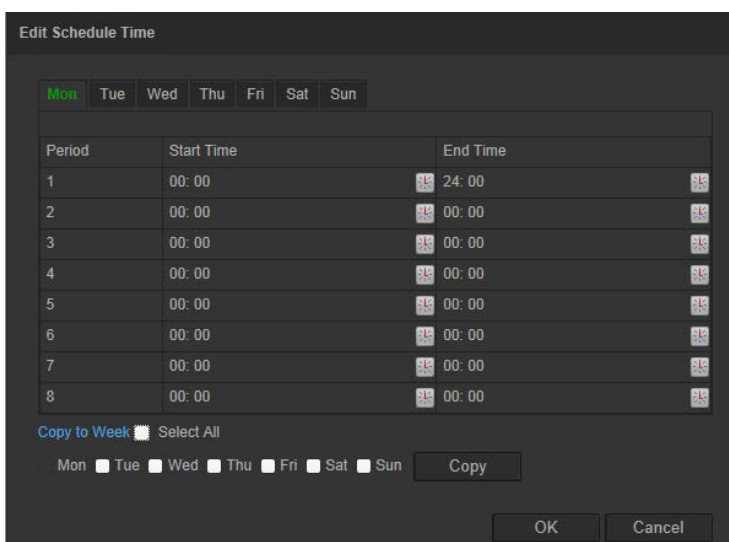 Edit Schedule Time
Mon Tue Wed Thu Fri Sat Sun
Period Start Time End Time
1 00: 00 24: 00
2 00: 00 00: 00
3 00: 00 00: 00
4 00: 00 00: 00
5 00: 00 00: 00
6 00: 00 00: 00
7 00: 00 00: 00
8 00: 00 00: 00
Copy to Week Select All
Mon Tue Wed Thu Fri Sat Sun Copy
OK Cancel